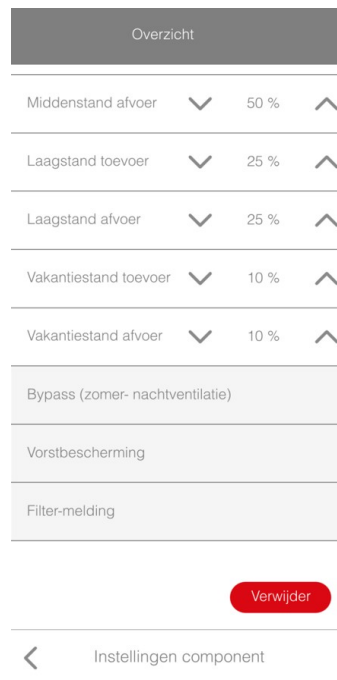 Overzicht
Middenstand afvoer 50 %
Laagstand toevoer 25 %
Laagstand afvoer 25 %
Vakantiestand toevoer 10 %
Vakantiestand afvoer 10 %
Bypass (zomer- nachtventilatie)
Vorstbescherming
Filter-melding
Verwijder
Instellingen component